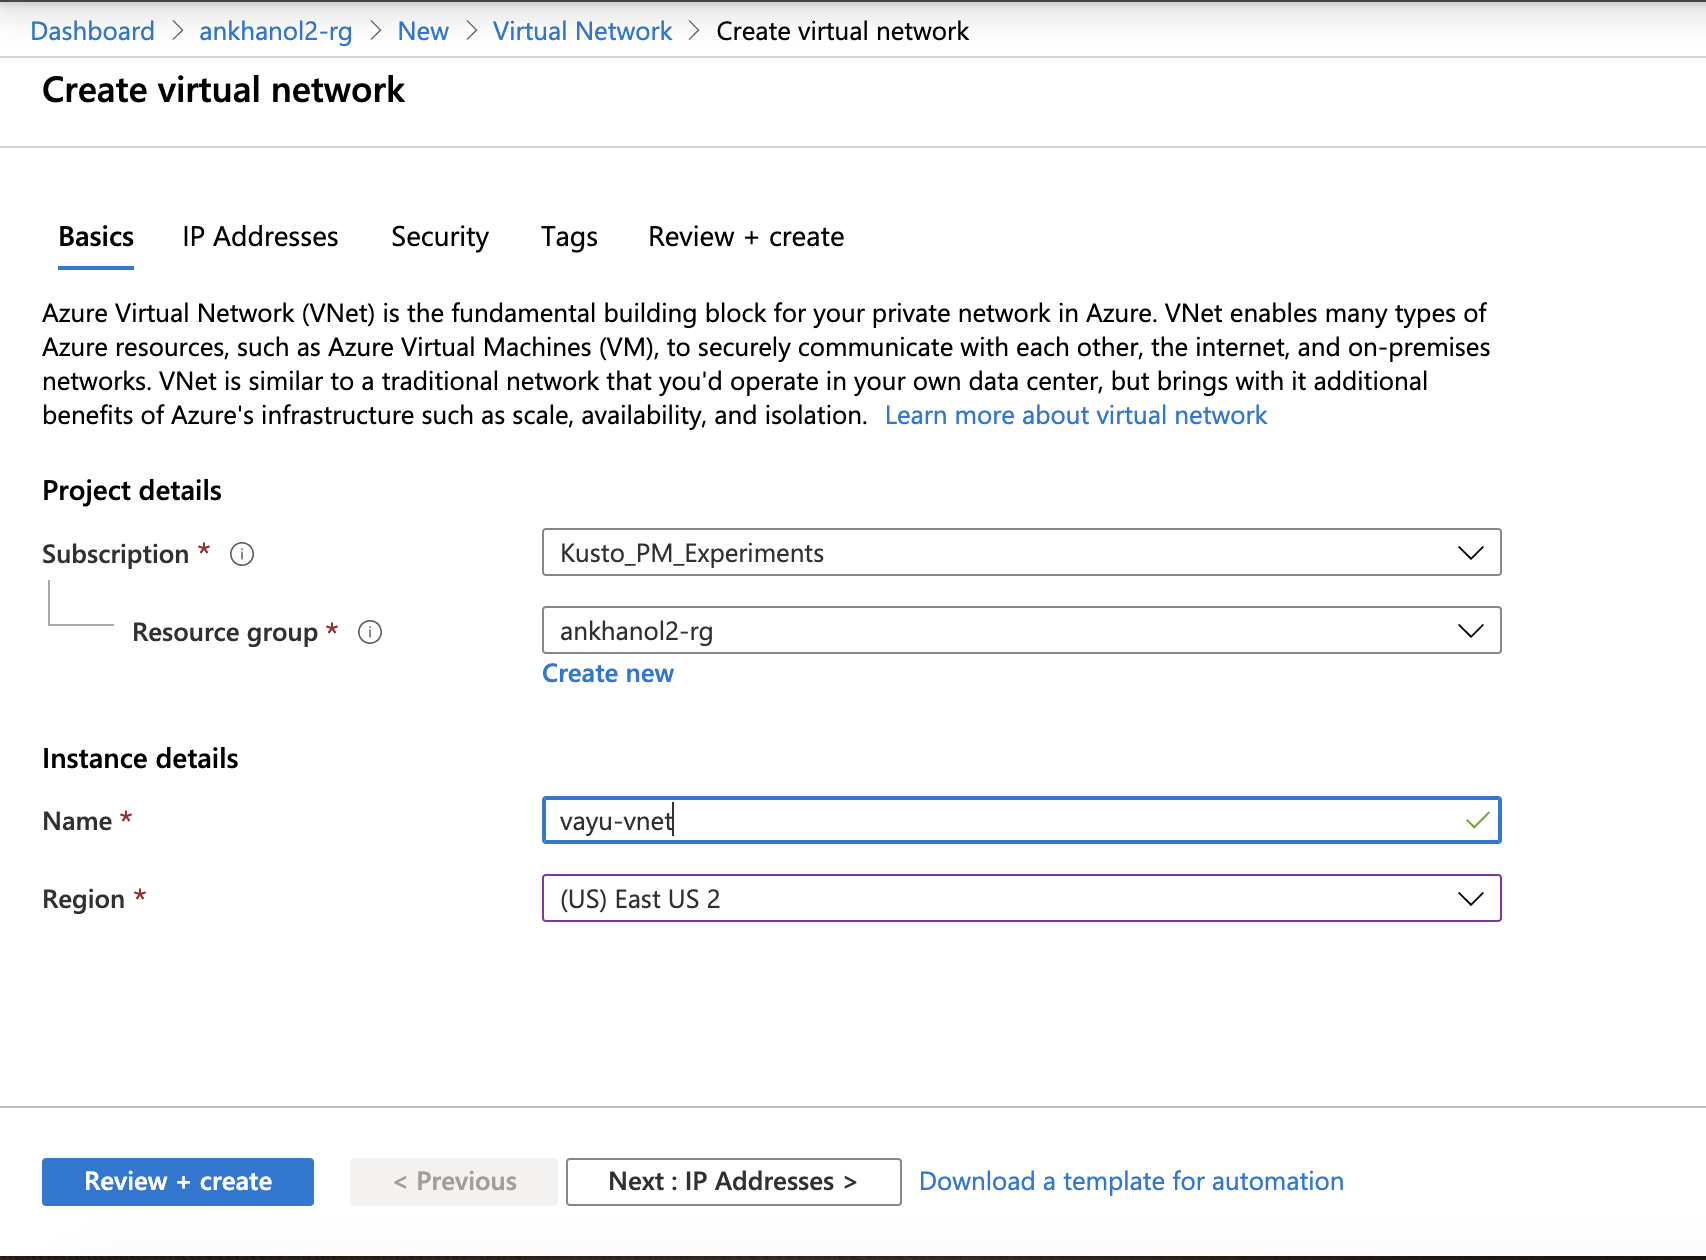 Dashboard > ankhanol2-rg > New > Virtual Network > Create virtual network
Create virtual network
Basics IP Addresses Security Tags Review + create
Azure Virtual Network (VNet) is the fundamental building block for your private network in Azure. VNet enables many types of
Azure resources, such as Azure Virtual Machines (VM), to securely communicate with each other, the internet, and on-premises
networks. VNet is similar to a traditional network that you'd operate in your own data center, but brings with it additional
benefits of Azure's infrastructure such as scale, availability, and isolation. Learn more about virtual network
Project details
Subscription * Kusto_PM_Experiments
Resource group * ankhanol2-rg
Create new
Instance details
Name * vayu-vnet
Region * (US) East US 2
Review + create < Previous Next : IP Addresses > Download a template for automation